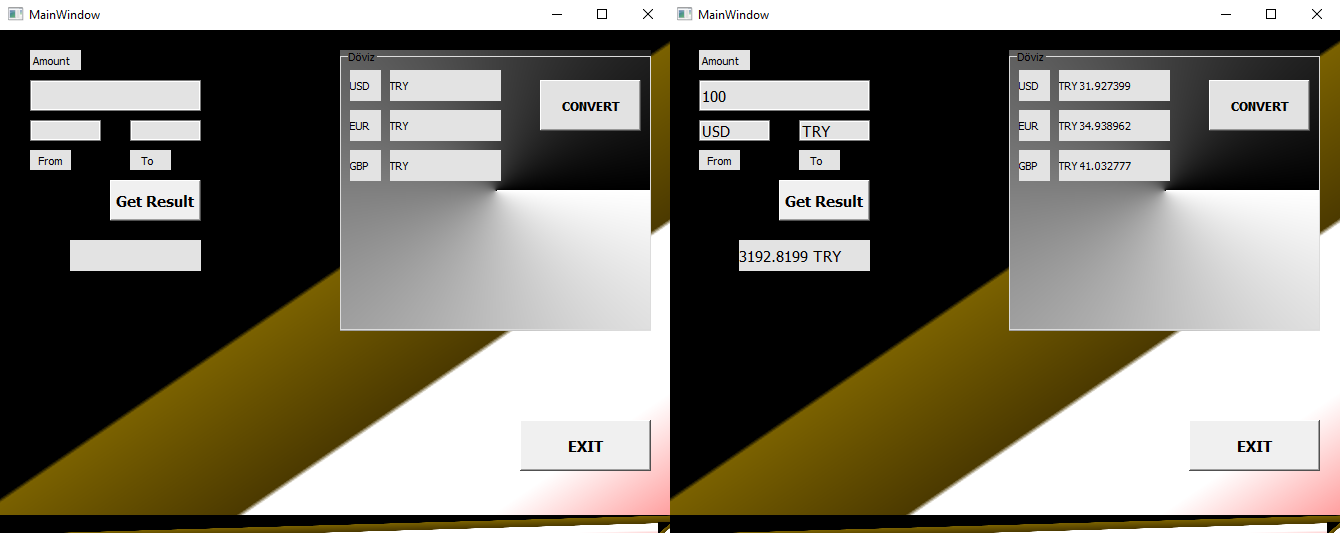 MainWindow
Amount
From
To
Get Result
Döviz
USD TRY
EUR TRY
GBP TRY
CONVERT
EXIT
MainWindow
Amount
100
USD TRY
From
To
Get Result
3192.8199 TRY
Döviz
USD TRY 31.927399
EUR TRY 34.938962
GBP TRY 41.032777
CONVERT
EXIT